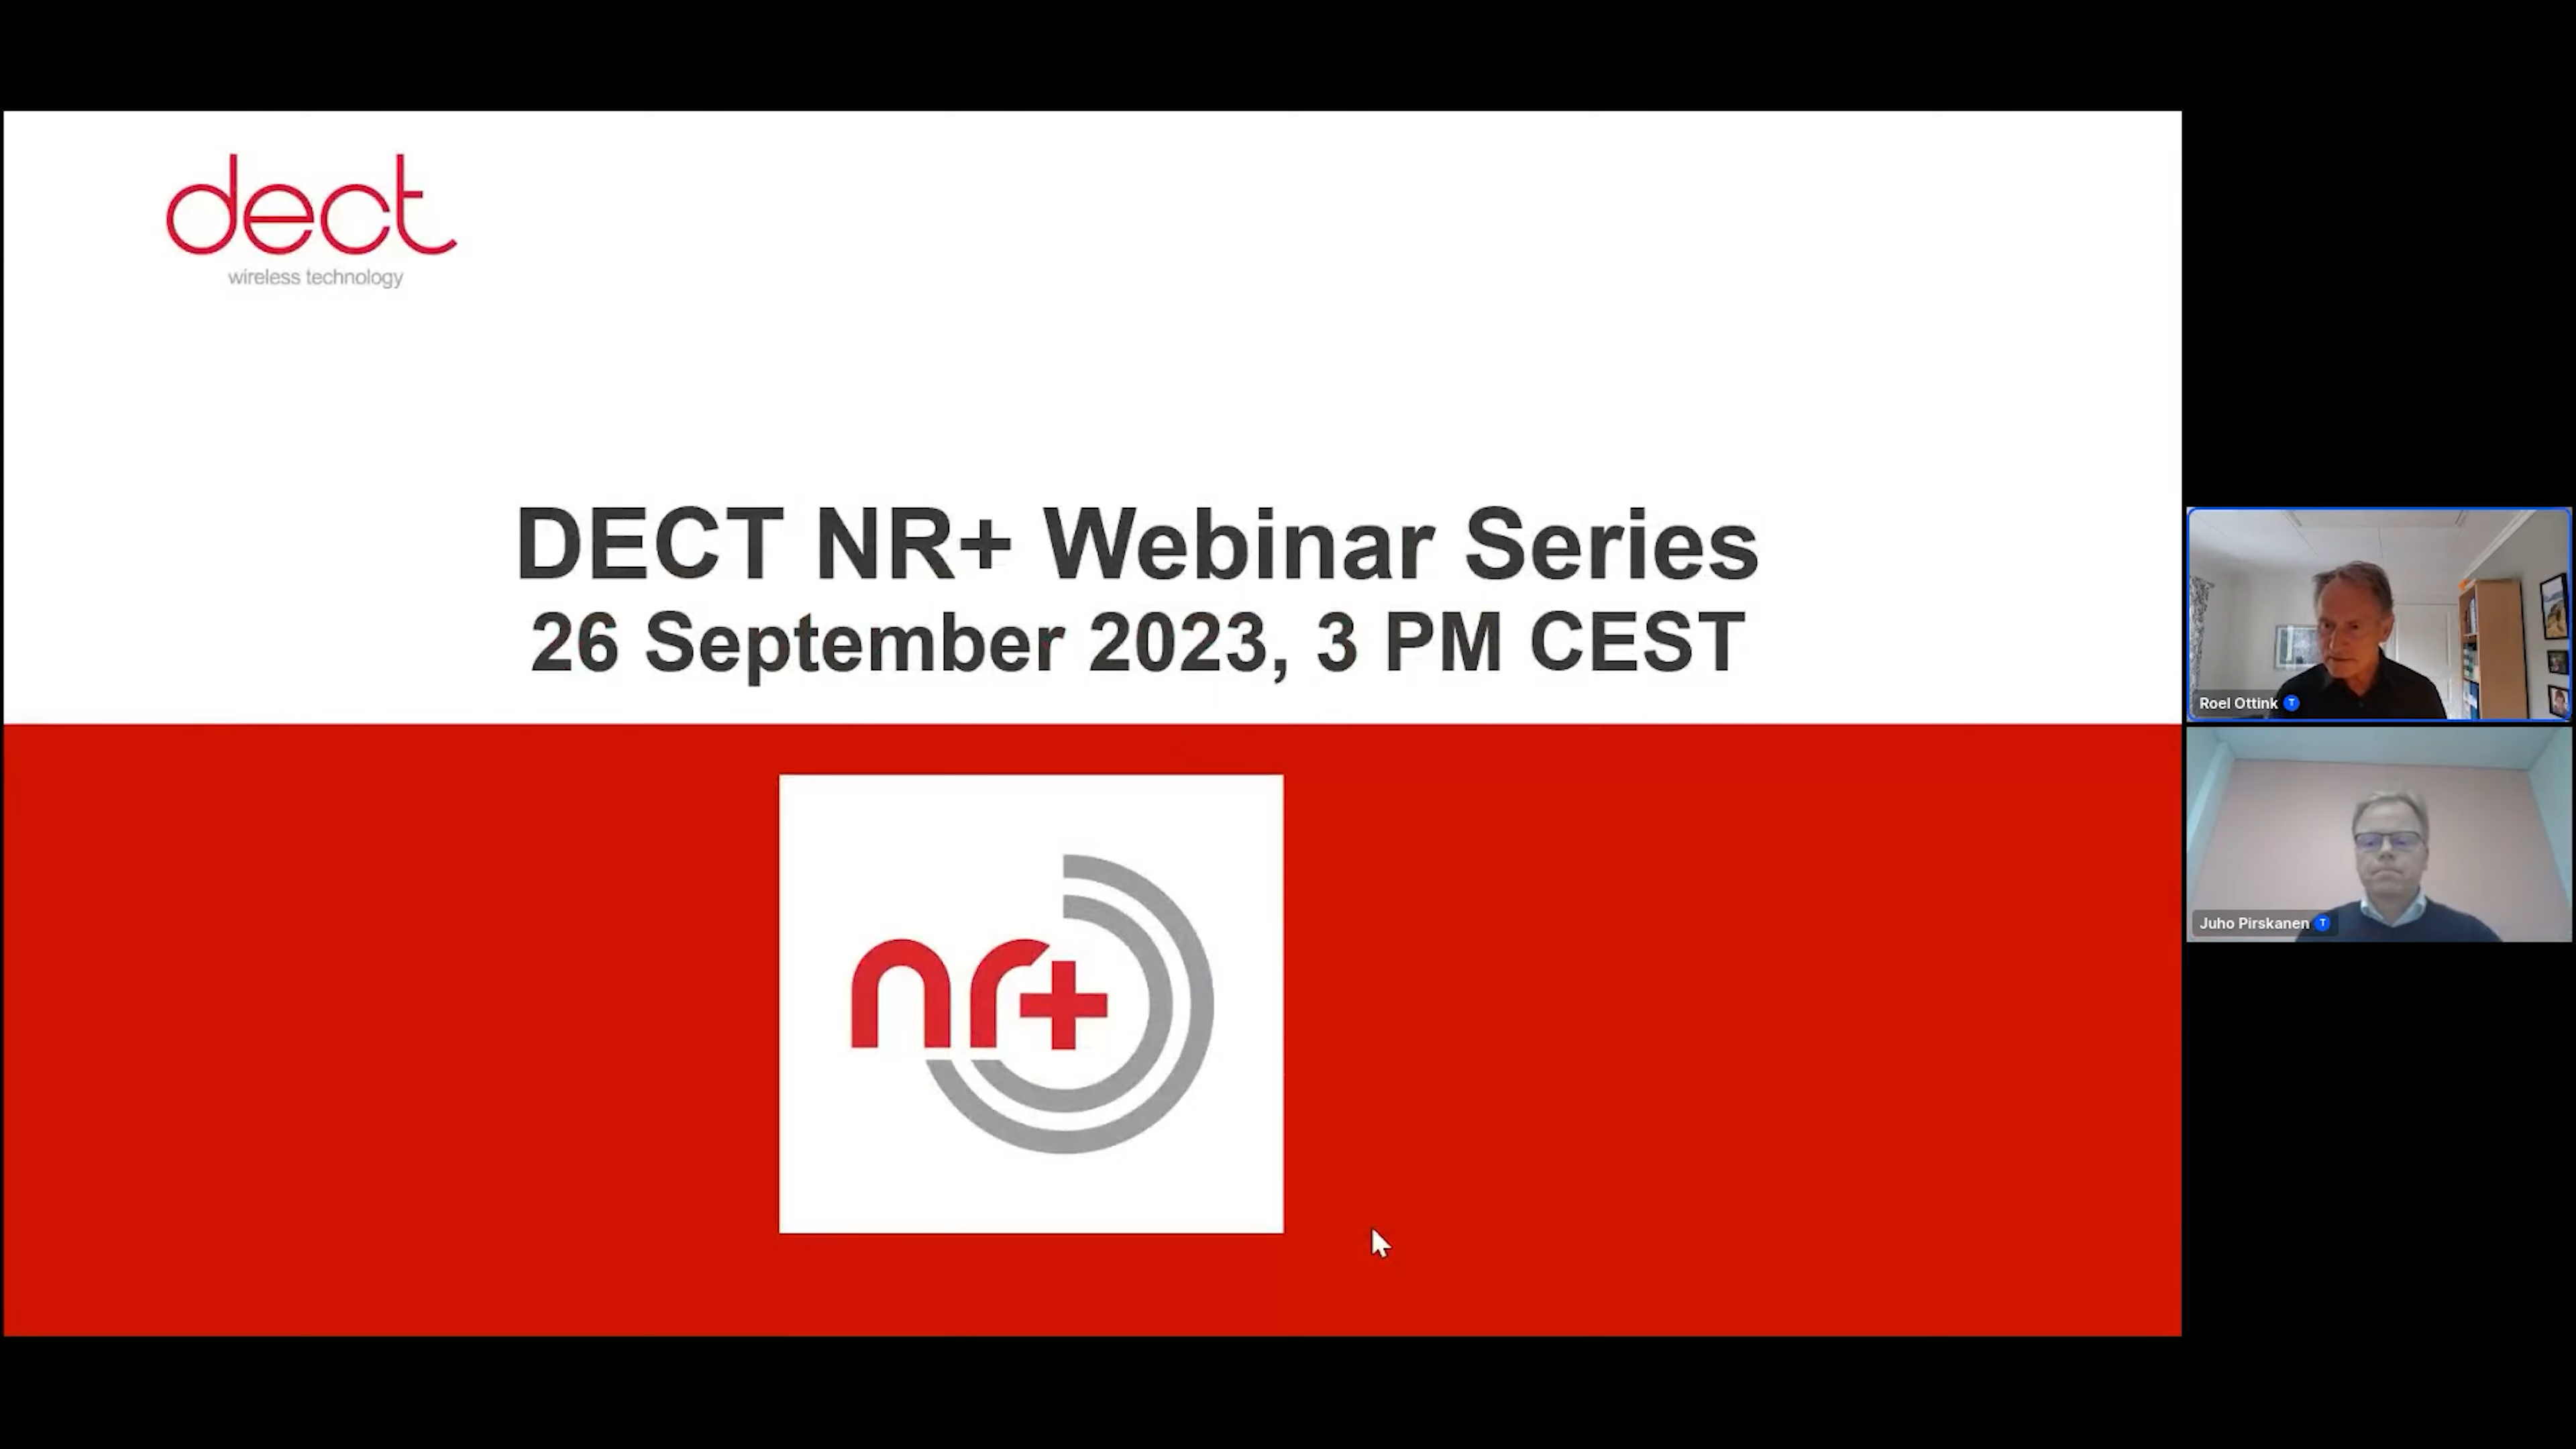 dect
wireless technology
DECT NR+ Webinar Series
26 September 2023, 3 PM CEST
nr+
Roel Ottink T
Juho Pirskanen T